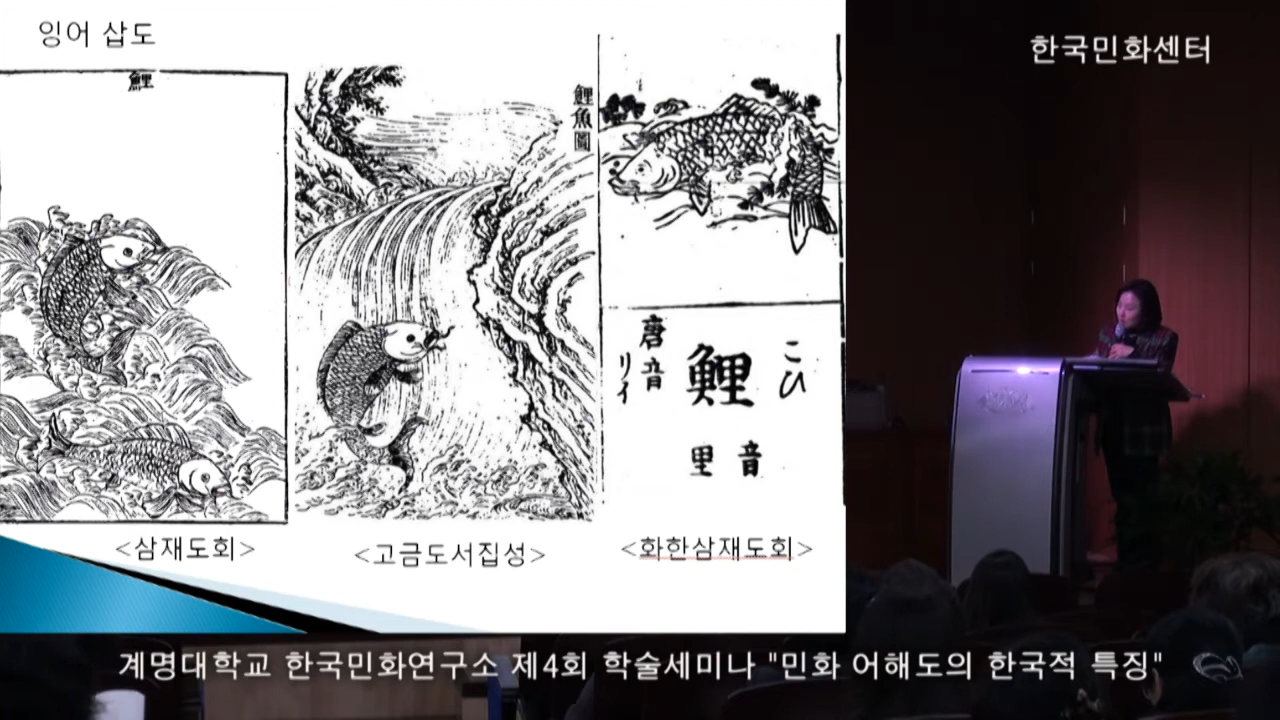 잉어 삽도
한국민화센터
鯉
鯉魚圖
唐音
リイ
鯉
こひ
里音
<삼재도회>
<고금도서집성>
<화한삼재도회>
계명대학교 한국민화연구소 제4회 학술세미나 "민화 어해도의 한국적 특징"